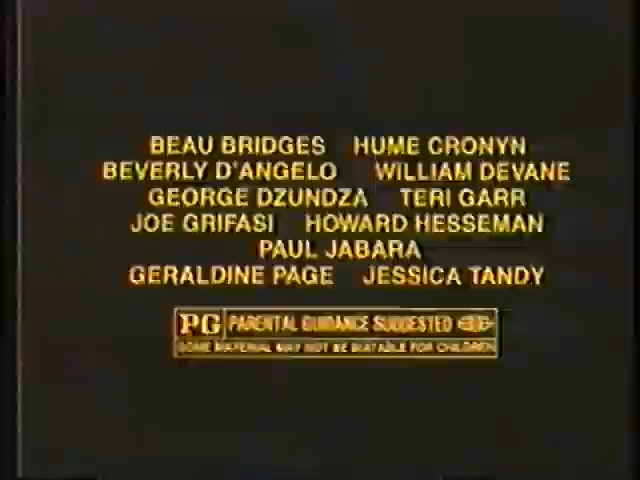 BEAU BRIDGES HUME CRONYN
BEVERLY D'ANGELO WILLIAM DEVANE
GEORGE DZUNDZA TERI GARR
JOE GRIFASI HOWARD HESSEMAN
PAUL JABARA
GERALDINE PAGE JESSICA TANDY
PG PARENTAL GUIDANCE SUGGESTED
SOME MATERIAL MAY NOT BE SUITABLE FOR CHILDREN